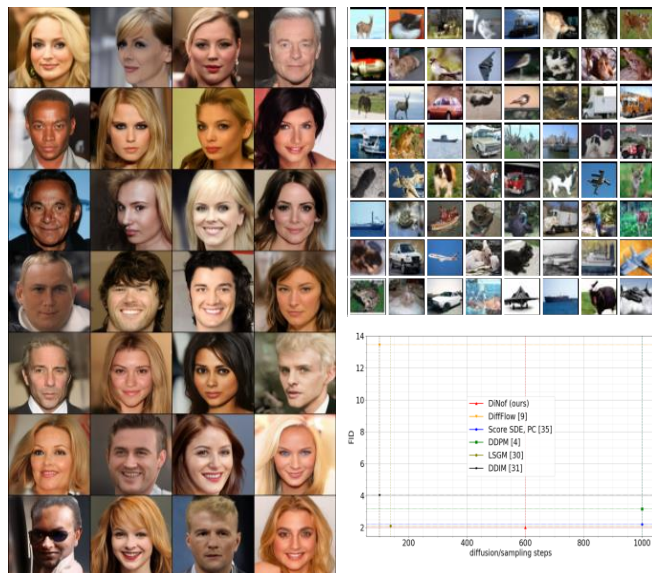 14
12
10
8
6
4
2
FID
DiNof (ours)
DiffFlow [9]
Score SDE, PC [35]
DDPM [4]
LSGM [30]
DDIM [31]
200
400
600
800
1000
diffusion/sampling steps